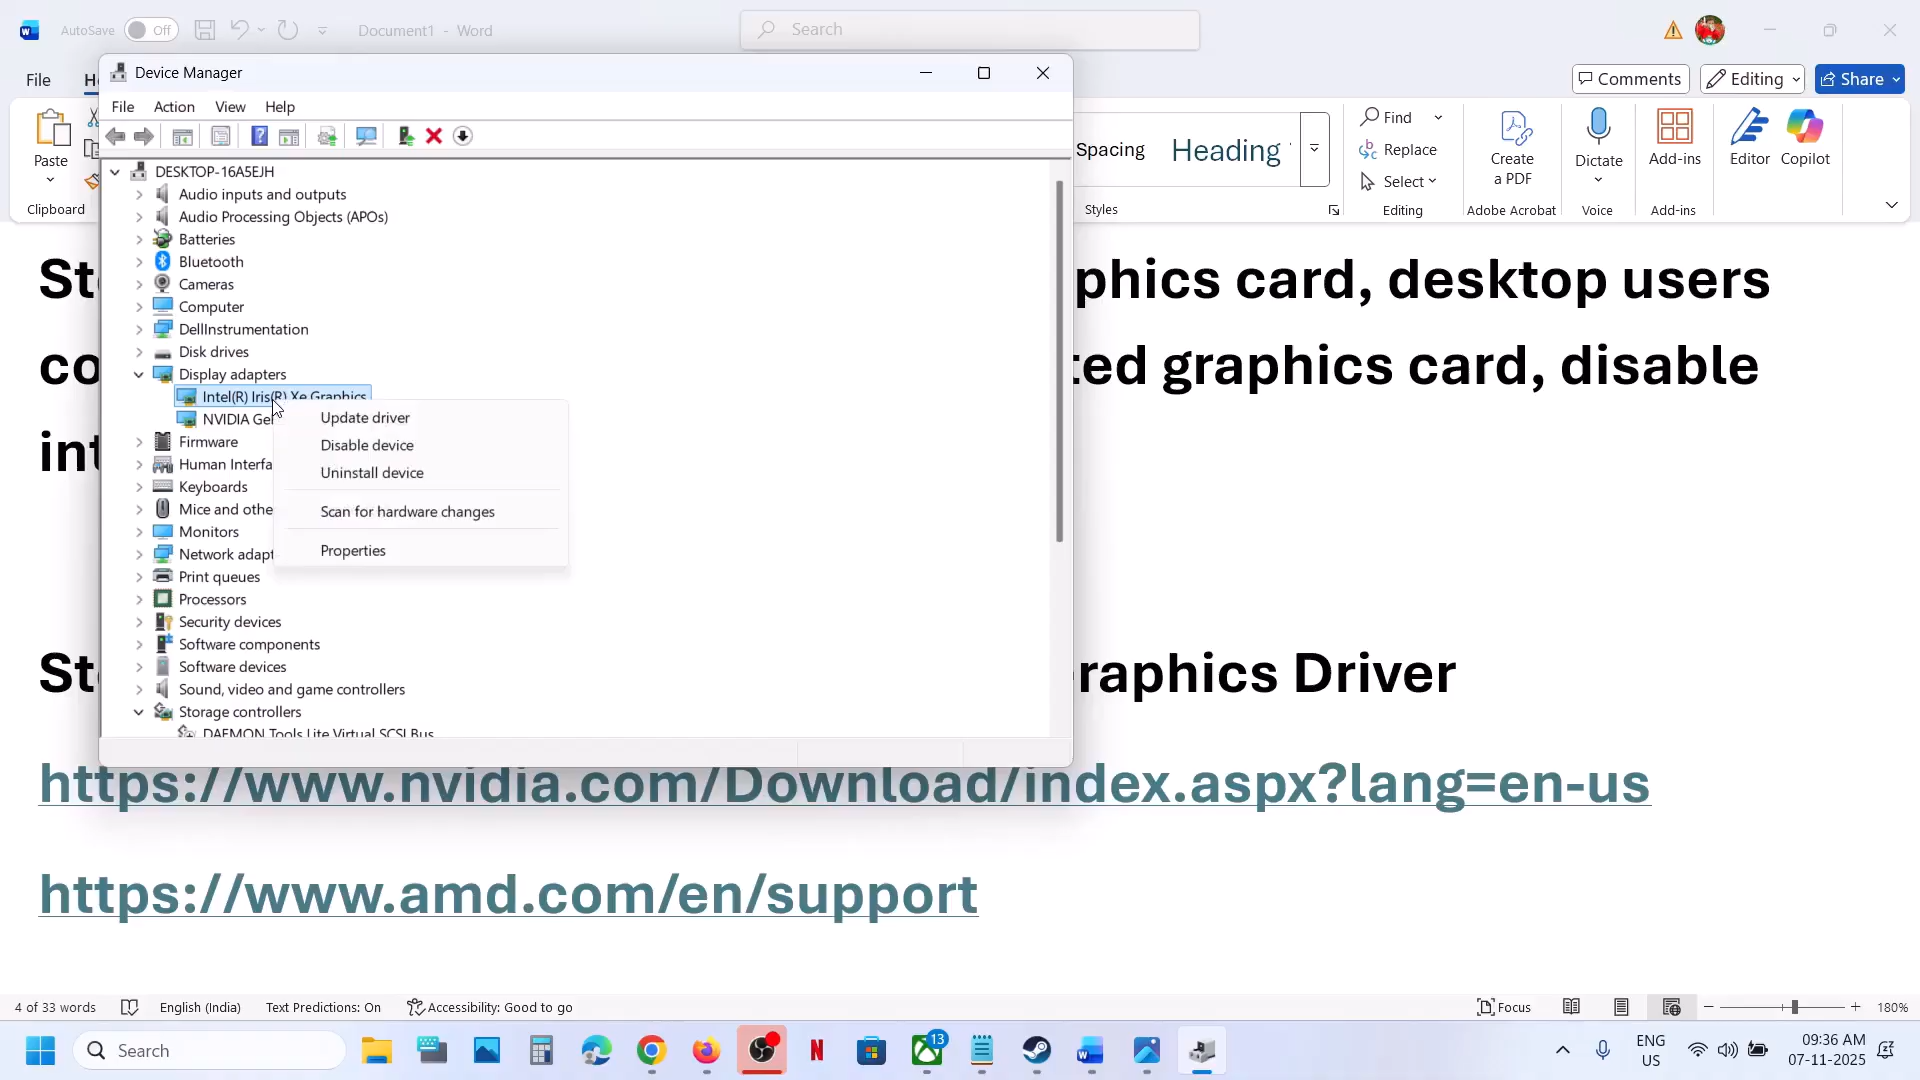 AutoSave Off Document1 - Word Search
File
Comments Editing Share
Device Manager
File Action View Help
Paste
Clipboard
Spacing Heading
Styles
Find
Replace
Select
Editing
Create
a PDF
Adobe Acrobat
Dictate
Voice
Add-ins
Add-ins
Editor Copilot
DESKTOP-16A5EJH
Audio inputs and outputs
Audio Processing Objects (APOs)
Batteries
Bluetooth
Cameras
Computer
DellInstrumentation
Disk drives
Display adapters
Intel(R) Iris(R) Xe Graphics
NVIDIA
Firmware
Human
Keyboards
Mice and
Monitors
Network
Print queues
Processors
Security devices
Software components
Software devices
Sound, video and game controllers
Storage controllers
DAEMON Tools Lite Virtual SCSI Bus
Update driver
Disable device
Uninstall device
Scan for hardware changes
Properties
card, desktop users
graphics card, disable
Driver
https://www.nvidia.com/Download/index.aspx?lang=en-us
https://www.amd.com/en/support
4 of 33 words English (India) Text Predictions: On Accessibility: Good to go Focus 180%
Search 13 ENG 09:36 AM
US 07-11-2025